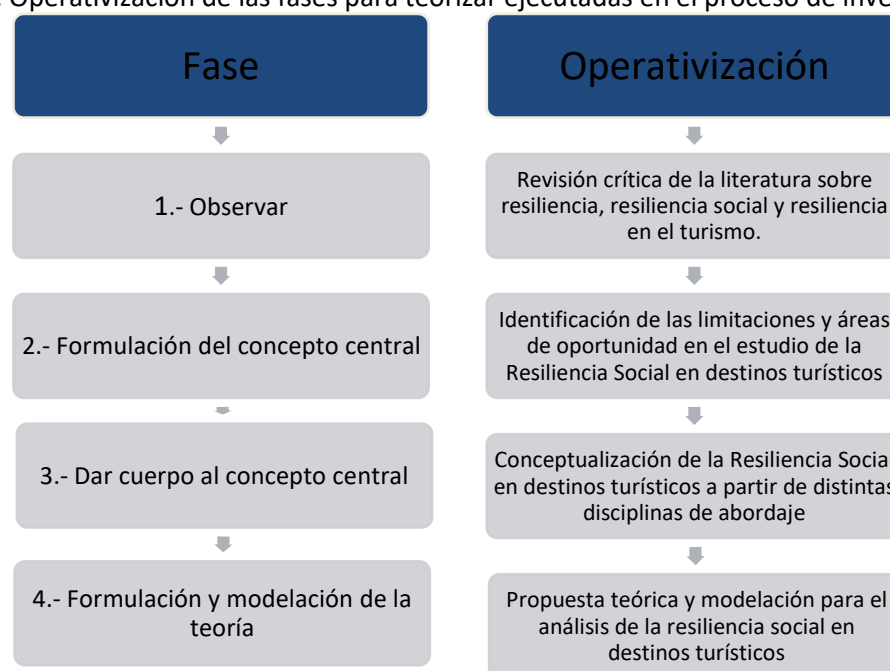 Operativización de las fases para teorizar ejecutadas en el proceso de
Fase
1.- Observar
2.- Formulación del concepto central
3.- Dar cuerpo al concepto central
4.- Formulación y modelación de la
teoría
Operativización
Revisión crítica de la literatura sobre
resiliencia, resiliencia social y resiliencia
en el turismo.
Identificación de las limitaciones y áreas
de oportunidad en el estudio de la
Resiliencia Social en destinos turísticos
Conceptualización de la Resiliencia Social
en destinos turísticos a partir de distintas
disciplinas de abordaje
Propuesta teórica y modelación para el
análisis de la resiliencia social en
destinos turísticos